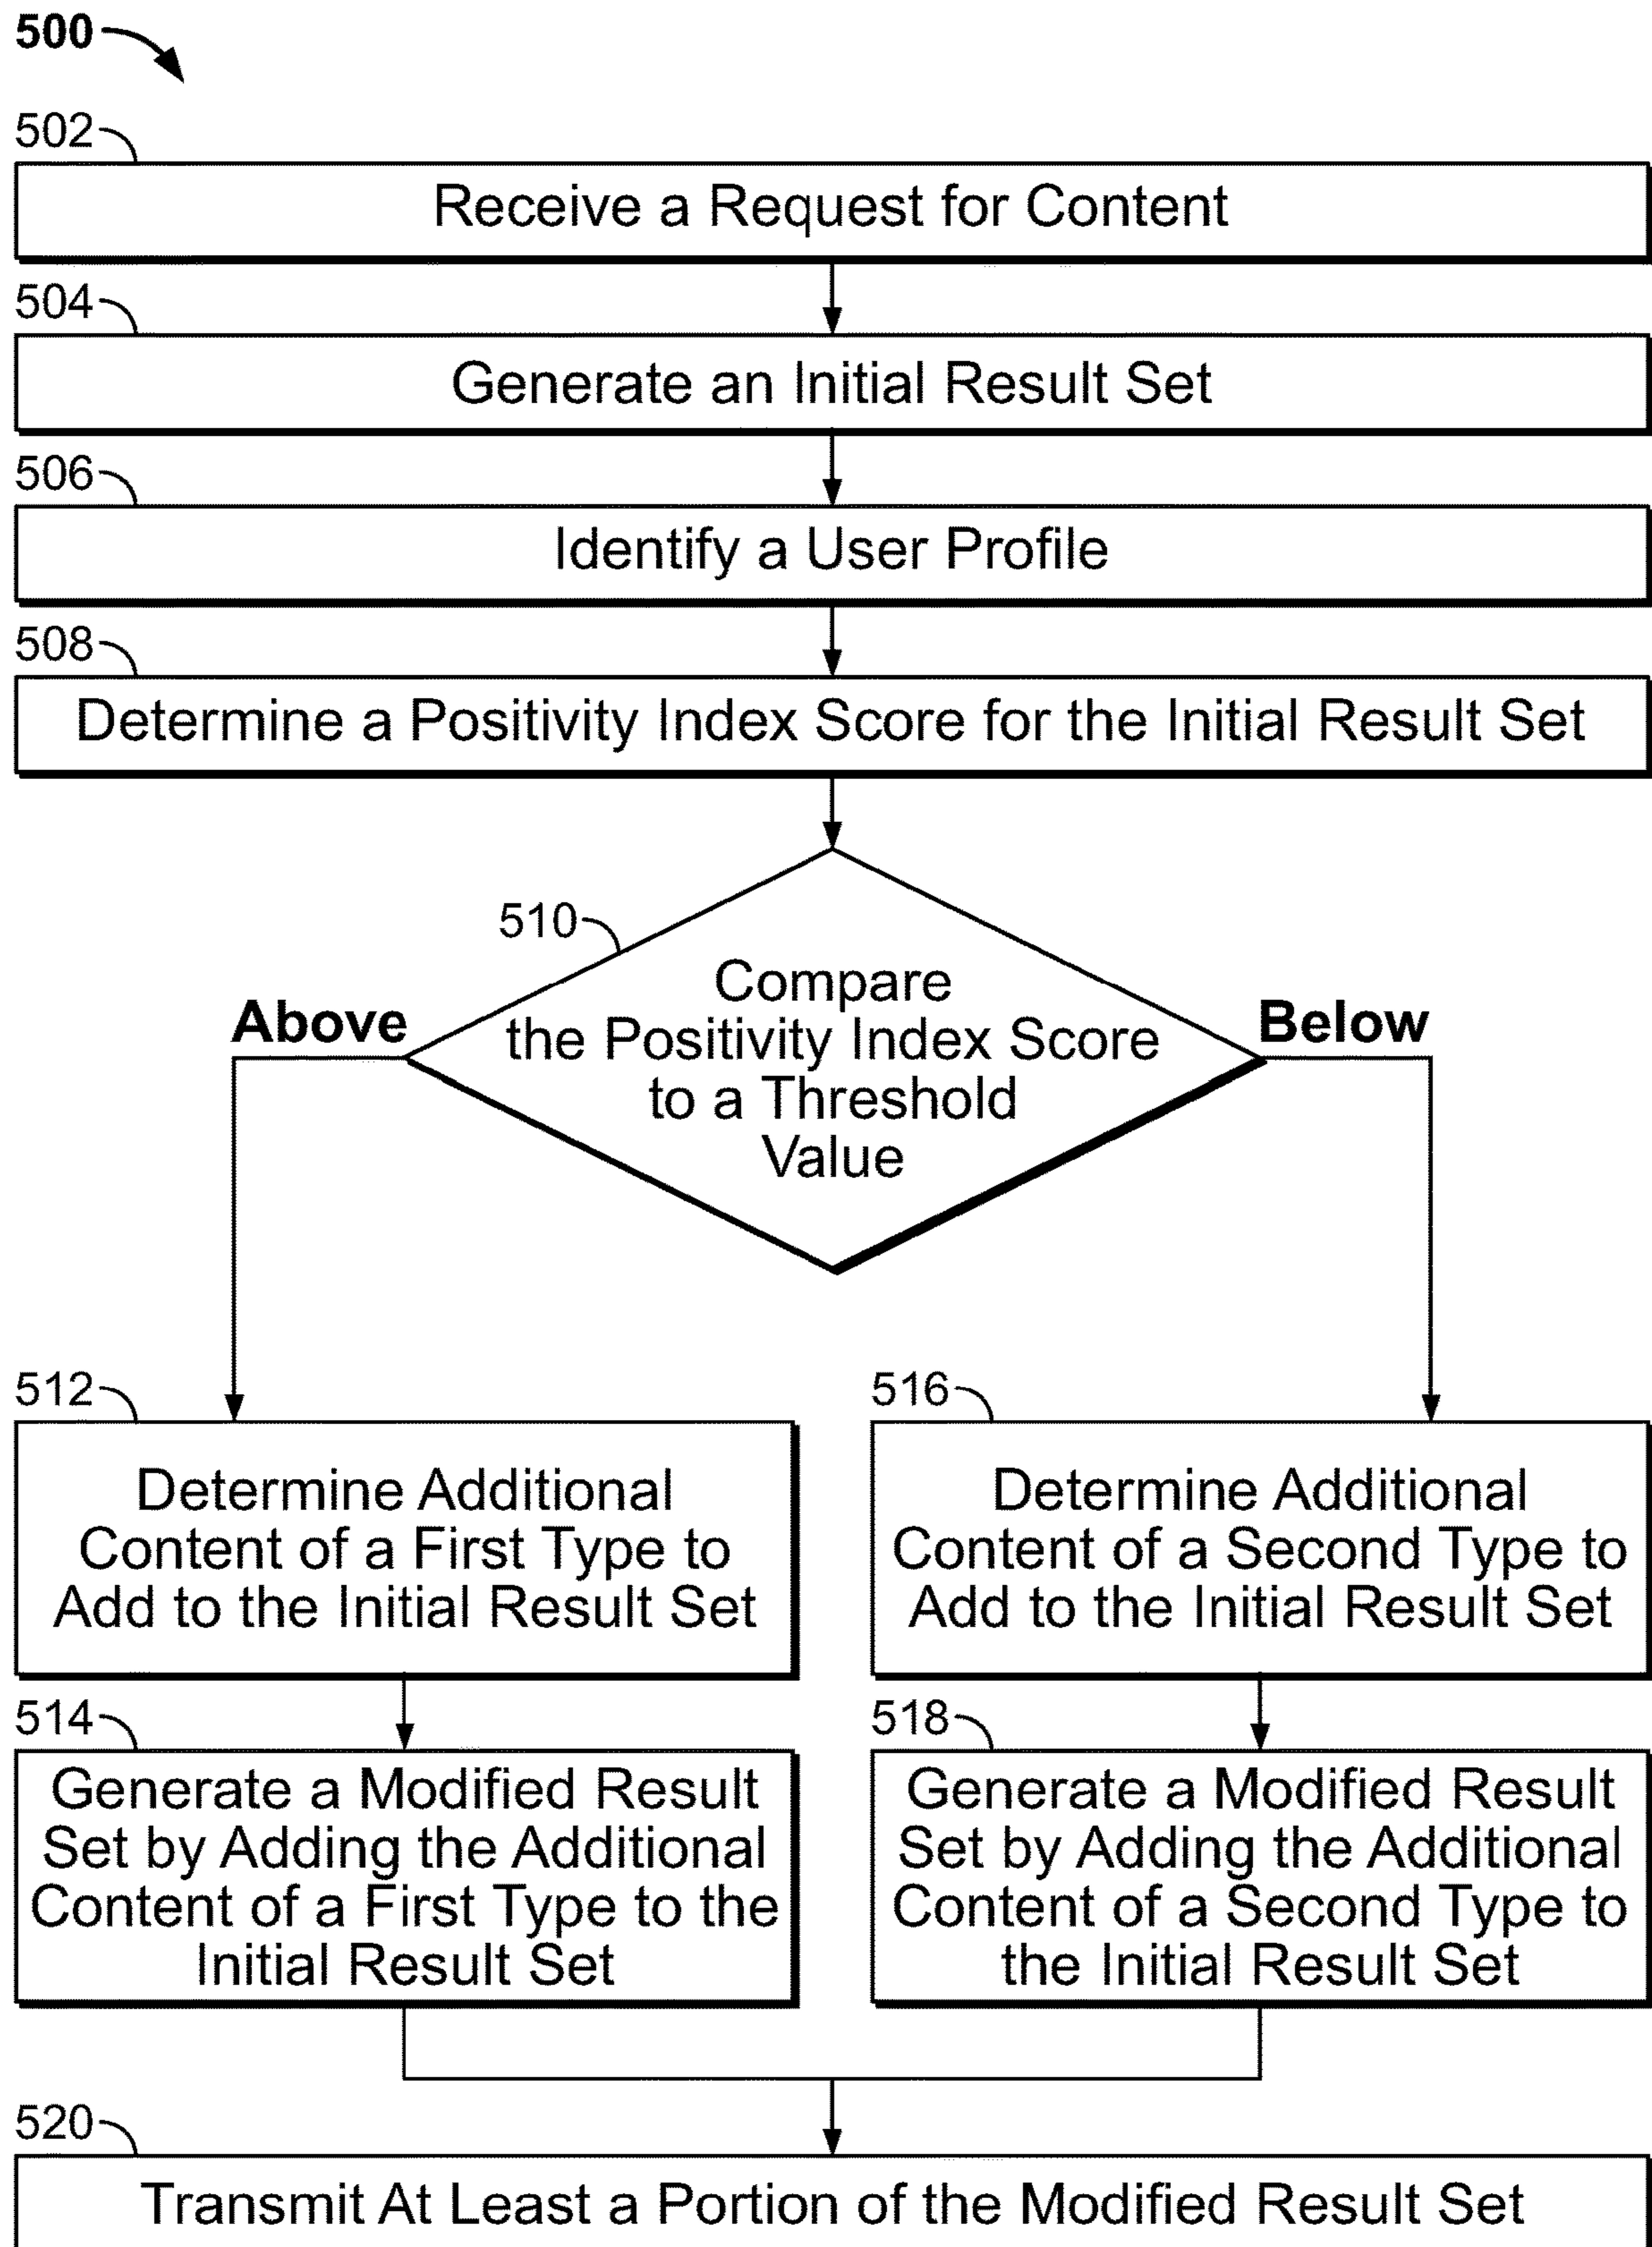 500
502
Receive a Request for Content
504
Generate an Initial Result Set
506
Identify a User Profile
508
Determine a Positivity Index Score for the Initial Result Set
510
Compare
the Positivity Index Score
to a Threshold
Value
Above
Below
512
Determine Additional
Content of a First Type to
Add to the Initial Result Set
516
Determine Additional
Content of a Second Type to
Add to the Initial Result Set
514
Generate a Modified Result
Set by Adding the Additional
Content of a First Type to the
Initial Result Set
518
Generate a Modified Result
Set by Adding the Additional
Content of a Second Type to
the Initial Result Set
520
Transmit At Least a Portion of the Modified Result Set